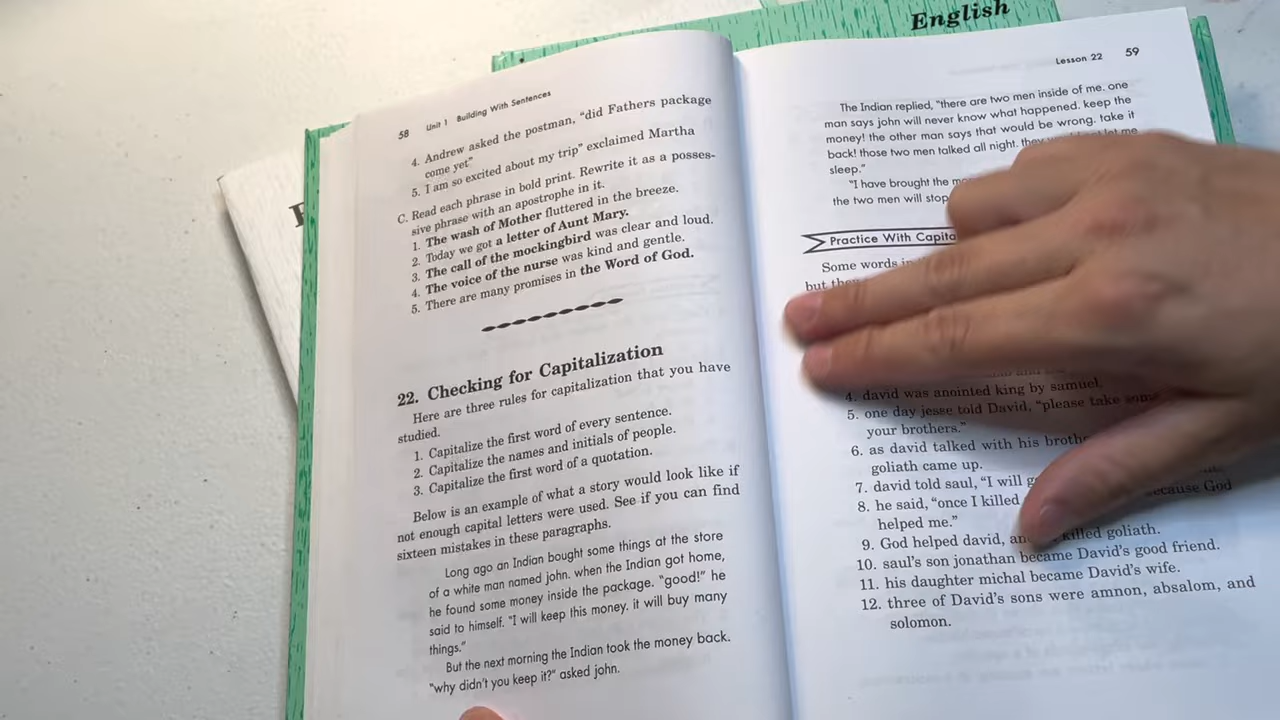 English
58 Unit 1 Building With Sentences
4. Andrew asked the postman, "did Fathers package
come yet"
5. I am so excited about my trip" exclaimed Martha
C. Read each phrase in bold print. Rewrite it as a posses-
sive phrase with an apostrophe in it.
1. The wash of Mother fluttered in the breeze.
2. Today we got a letter of Aunt Mary.
3. The call of the mockingbird was clear and loud.
4. The voice of the nurse was kind and gentle.
5. There are many promises in the Word of God.
22. Checking for Capitalization
Here are three rules for capitalization that you have
studied.
1. Capitalize the first word of every sentence.
2. Capitalize the names and initials of people.
3. Capitalize the first word of a quotation.
Below is an example of what a story would look like if
not enough capital letters were used. See if you can find
sixteen mistakes in these paragraphs.
Long ago an Indian bought some things at the store
of a white man named john. when the Indian got home,
he found some money inside the package. "good!" he
said to himself. "I will keep this money. it will buy many
things."
But the next morning the Indian took the money back.
"why didn't you keep it?" asked john.
Lesson 22 59
The Indian replied, "there are two men inside of me. one
man says john will never know what happened. keep the
money! the other man says that would be wrong. take it
back! those two men talked all night. they let me
sleep."
"I have brought the
the two men will stop
Practice With
Some words
but
4. david was anointed king by samuel.
5. one day jesse told David, "please take
your brothers."
6. as david talked with his
goliath came up.
7. david told saul, "I will
8. he said, "once I killed because God
helped me."
9. God helped david, killed goliath.
10. saul's son jonathan became David's good friend.
11. his daughter michal became David's wife.
12. three of David's sons were amnon, absalom, and
solomon.